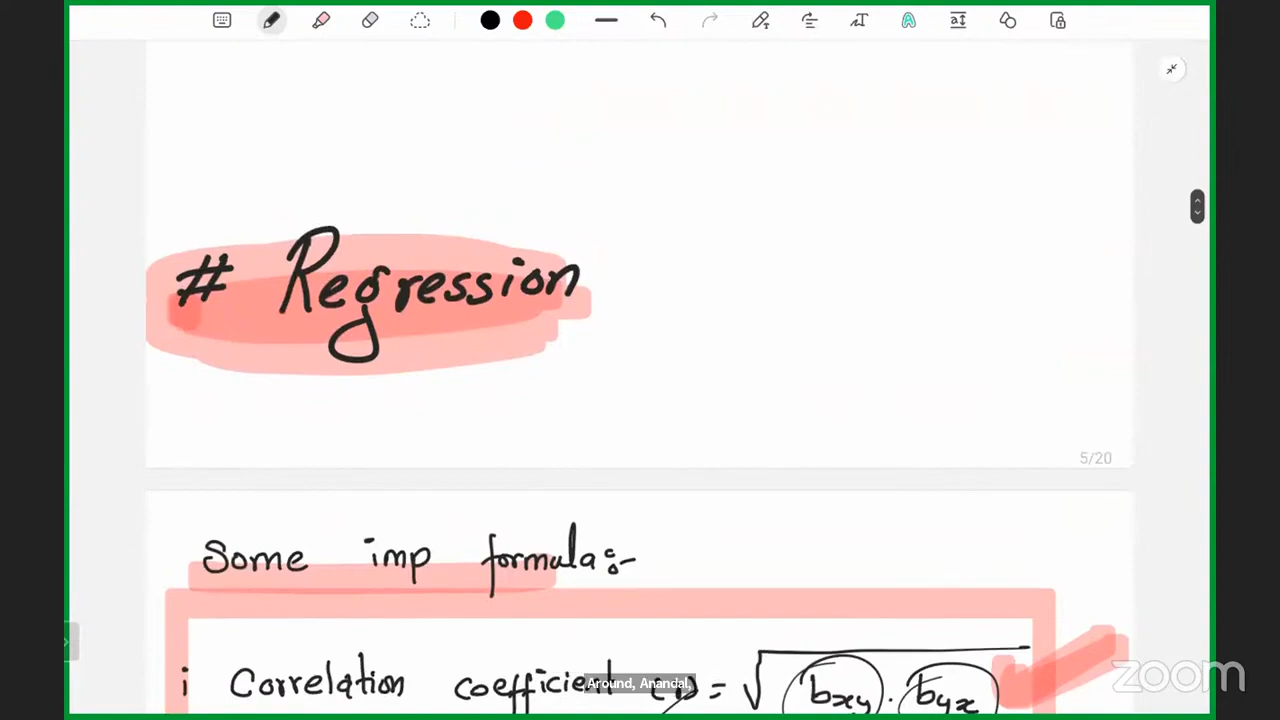 # Regression
5/20
Some imp formula:-
i Correlation coefficient (r) = √bxy . byx
Around, Anandal,
zoom